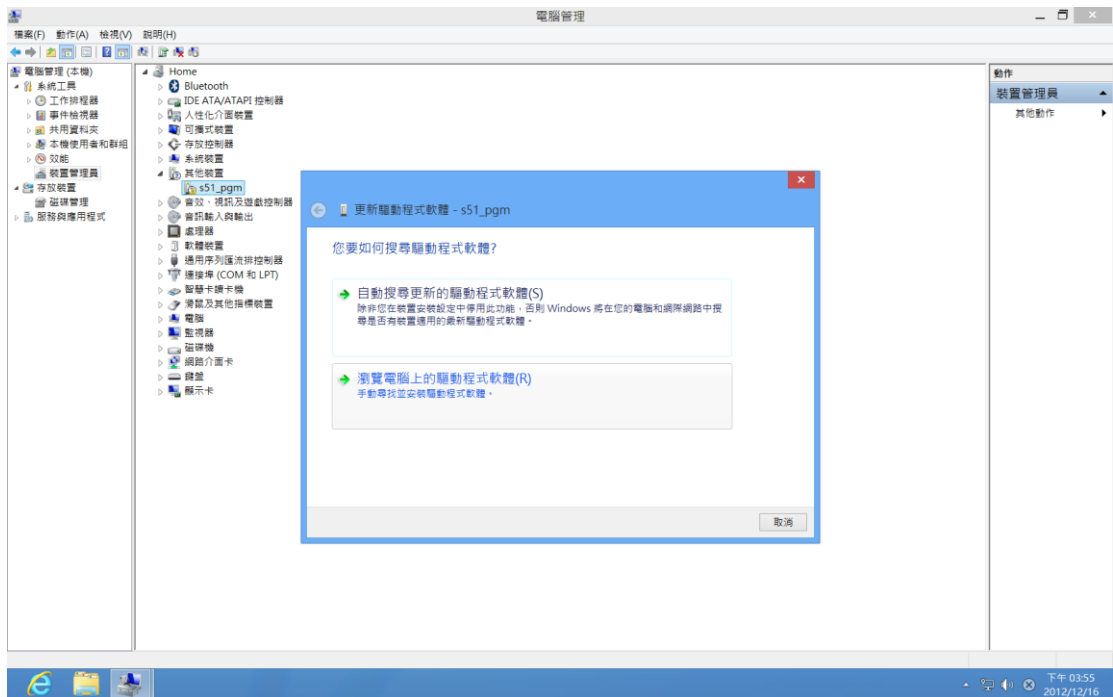 電腦管理
檔案(F) 動作(A) 檢視(V) 說明(H)
電腦管理 (本機)
系統工具
工作排程器
事件檢視器
共用資料夾
本機使用者和群組
效能
裝置管理員
存放裝置
磁碟管理
服務與應用程式
Home
Bluetooth
IDE ATA/ATAPI 控制器
人性化介面裝置
可攜式裝置
存放控制器
系統裝置
其他裝置
s51_pgm
音效、視訊及遊戲控制器
音訊輸入與輸出
處理器
軟體裝置
通用序列匯流排控制器
連接埠 (COM 和 LPT)
智慧卡讀卡機
滑鼠及其他指標裝置
電腦
監視器
磁碟機
網路介面卡
鍵盤
顯示卡
更新驅動程式軟體 - s51_pgm
您要如何搜尋驅動程式軟體?
自動搜尋更新的驅動程式軟體(S)
除非您在裝置安裝設定中停用此功能，否則 Windows 將在您的電腦和網際網路中搜
尋是否有裝置適用的最新驅動程式軟體。
瀏覽電腦上的驅動程式軟體(R)
手動尋找並安裝驅動程式軟體。
取消
動作
裝置管理員
其他動作
下午 03:55
2012/12/16